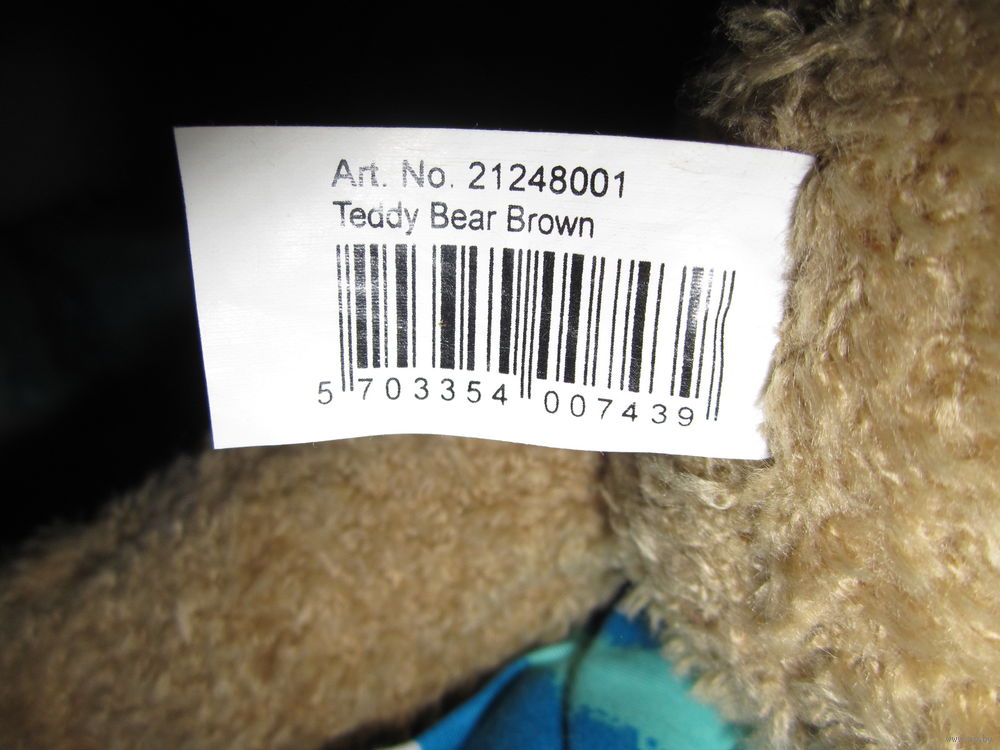 Art. No. 21248001
Teddy Bear Brown
5 703354 007439